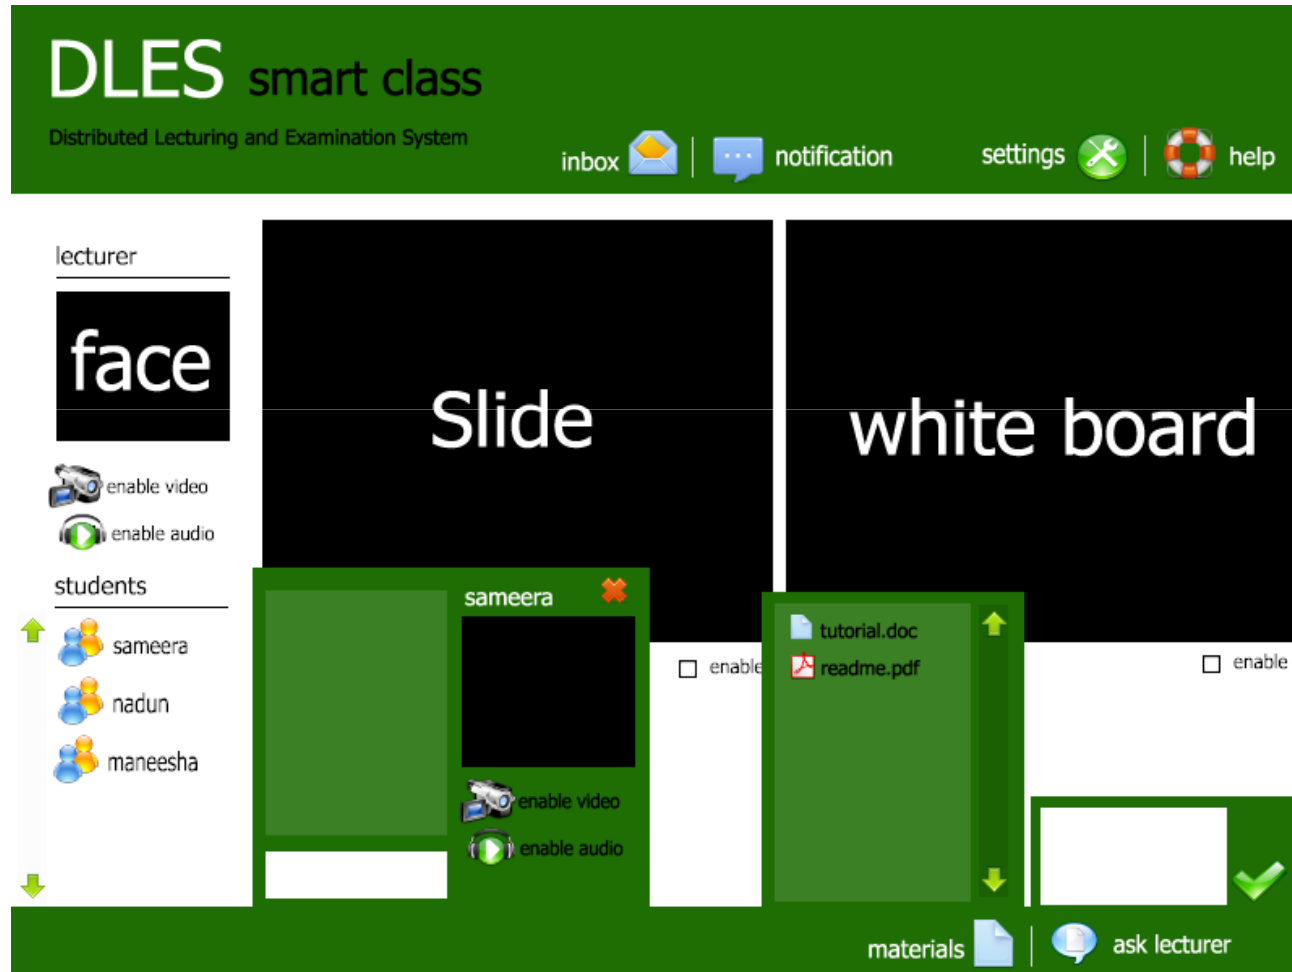 DLES smart class
Distributed Lecturing and Examination System
inbox
notification
settings
help
lecturer
face
enable video
enable audio
students
sameera
nadun
maneesha
Slide
white board
sameera
enable video
enable audio
enable
tutorial.doc
readme.pdf
enable
materials
ask lecturer